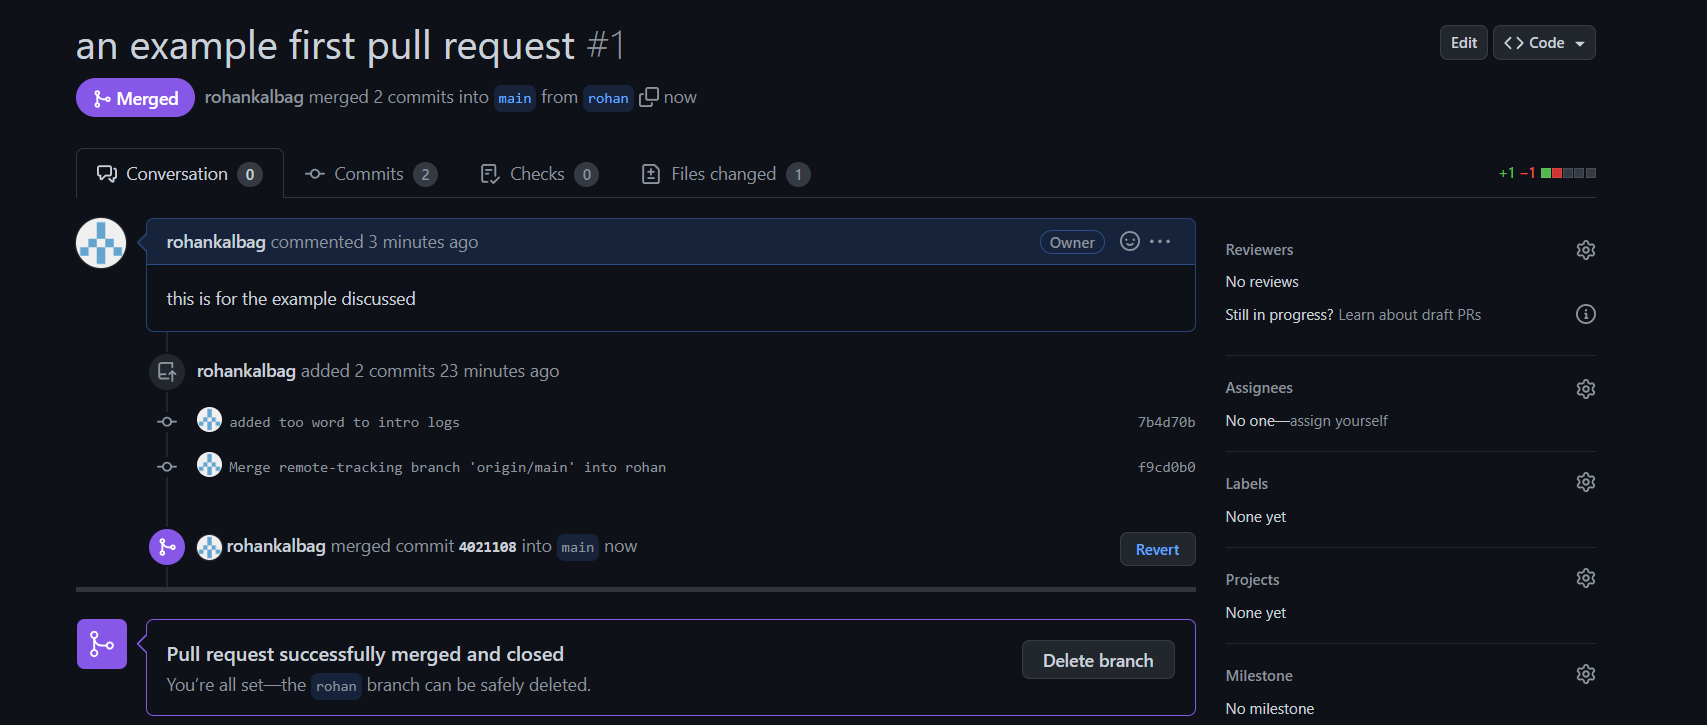 an example first pull request #1
Edit
Code
Merged
rohankalbag merged 2 commits into main from rohan now
Conversation 0
Commits 2
Checks 0
Files changed 1
+1 −1
rohankalbag commented 3 minutes ago
Owner
this is for the example discussed
rohankalbag added 2 commits 23 minutes ago
added too word to intro logs
7b4d70b
Merge remote-tracking branch 'origin/main' into rohan
f9cd0b0
rohankalbag merged commit 4021108 into main now
Revert
Pull request successfully merged and closed
You’re all set—the rohan branch can be safely deleted.
Delete branch
Reviewers
No reviews
Still in progress? Learn about draft PRs
Assignees
No one—assign yourself
Labels
None yet
Projects
None yet
Milestone
No milestone